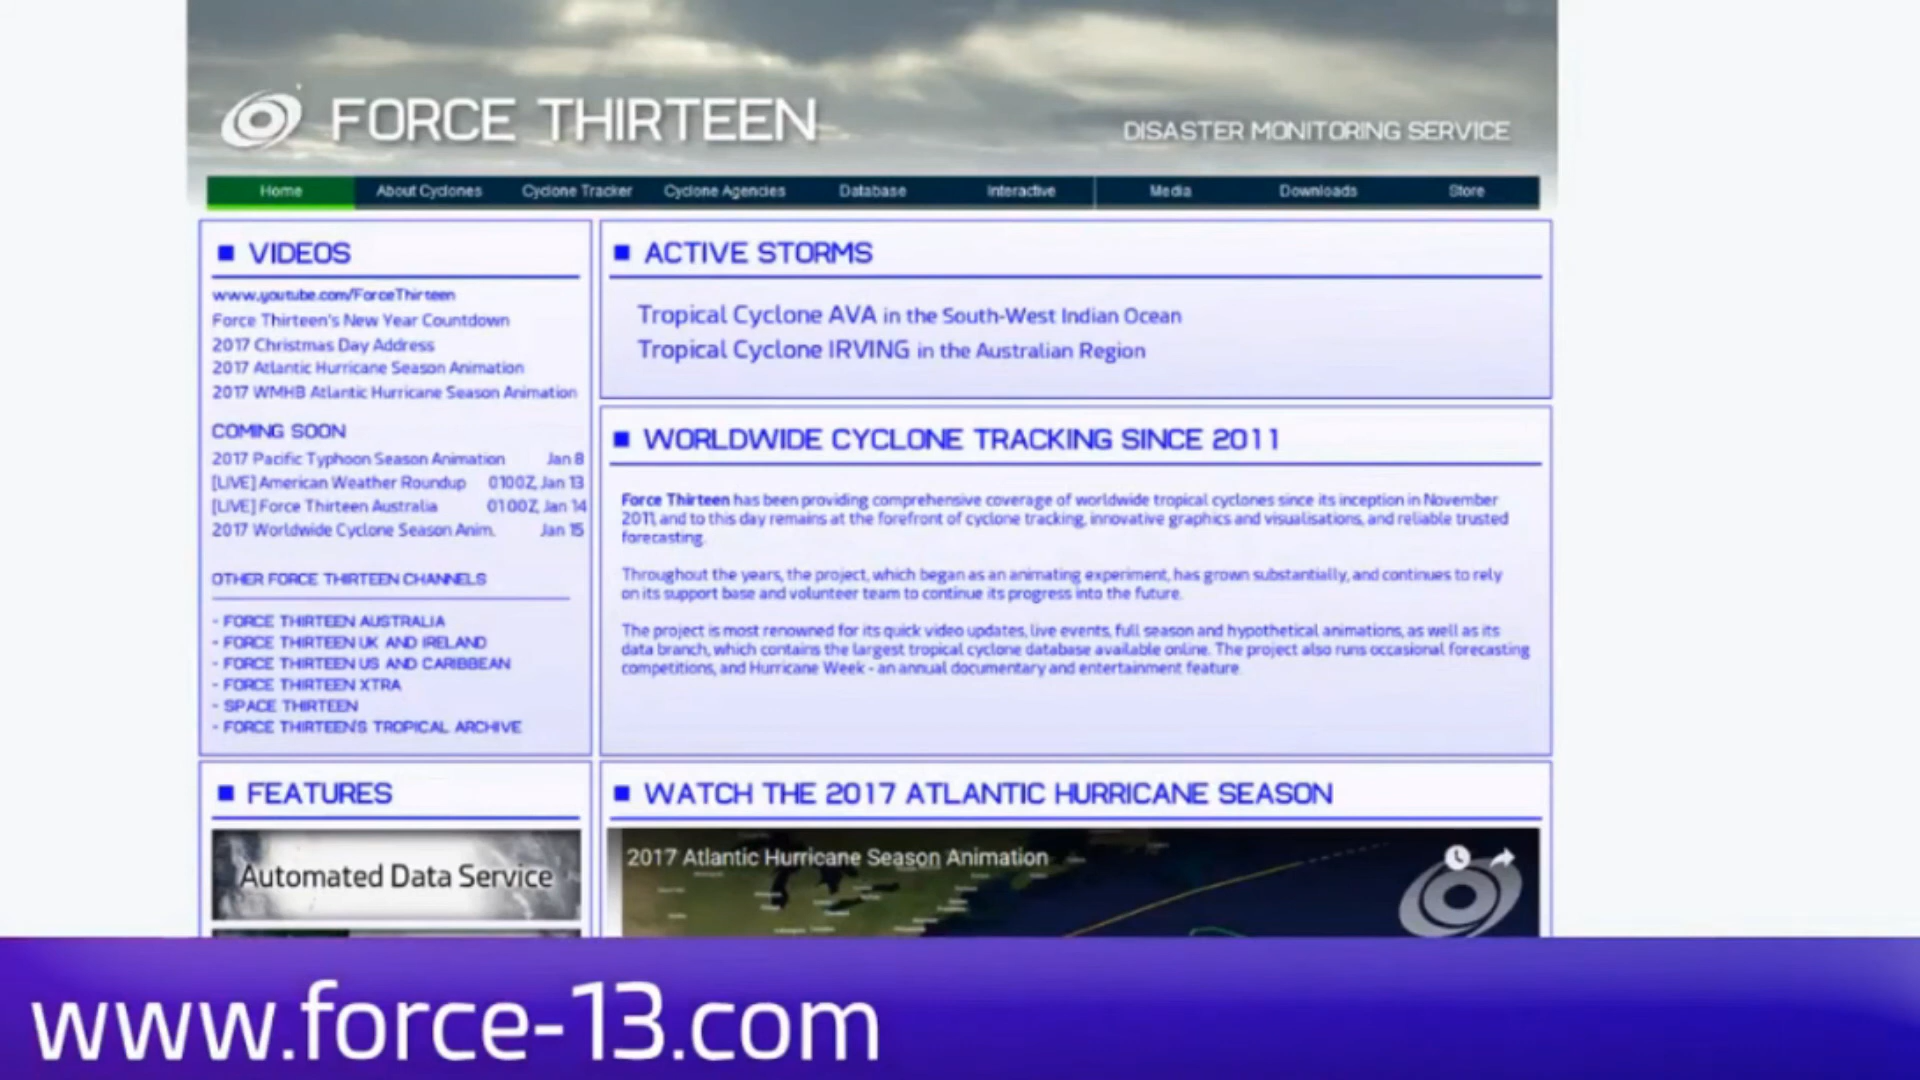 FORCE THIRTEEN
DISASTER MONITORING SERVICE
Home About Cyclones Cyclone Tracker Cyclone Agencies Database Interactive Media Downloads Store
VIDEOS
www.youtube.com/ForceThirteen
Force Thirteen's New Year Countdown
2017 Christmas Day Address
2017 Atlantic Hurricane Season Animation
2017 WMHB Atlantic Hurricane Season Animation
COMING SOON
2017 Pacific Typhoon Season Animation Jan 8
[LIVE] American Weather Roundup 0100Z, Jan 13
[LIVE] Force Thirteen Australia 0100Z, Jan 14
2017 Worldwide Cyclone Season Anim. Jan 15
OTHER FORCE THIRTEEN CHANNELS
- FORCE THIRTEEN AUSTRALIA
- FORCE THIRTEEN UK AND IRELAND
- FORCE THIRTEEN US AND CARIBBEAN
- FORCE THIRTEEN XTRA
- SPACE THIRTEEN
- FORCE THIRTEEN'S TROPICAL ARCHIVE
ACTIVE STORMS
Tropical Cyclone AVA in the South-West Indian Ocean
Tropical Cyclone IRVING in the Australian Region
WORLDWIDE CYCLONE TRACKING SINCE 2011
Force Thirteen has been providing comprehensive coverage of worldwide tropical cyclones since its inception in November
2011, and to this day remains at the forefront of cyclone tracking, innovative graphics and visualisations, and reliable trusted
forecasting.
Throughout the years, the project, which began as an animating experiment, has grown substantially, and continues to rely
on its support base and volunteer team to continue its progress into the future.
The project is most renowned for its quick video updates, live events, full season and hypothetical animations, as well as its
data branch, which contains the largest tropical cyclone database available online. The project also runs occasional forecasting
competitions, and Hurricane Week - an annual documentary and entertainment feature.
FEATURES
Automated Data Service
WATCH THE 2017 ATLANTIC HURRICANE SEASON
2017 Atlantic Hurricane Season Animation
www.force-13.com